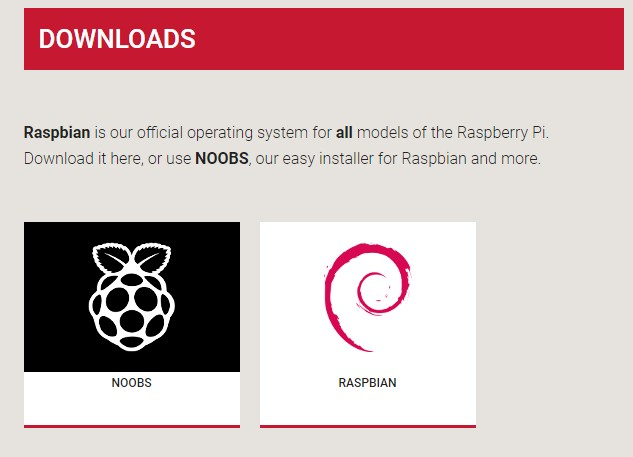 DOWNLOADS
Raspbian is our official operating system for all models of the Raspberry Pi.
Download it here, or use NOOBS, our easy installer for Raspbian and more.
NOOBS
RASPBIAN